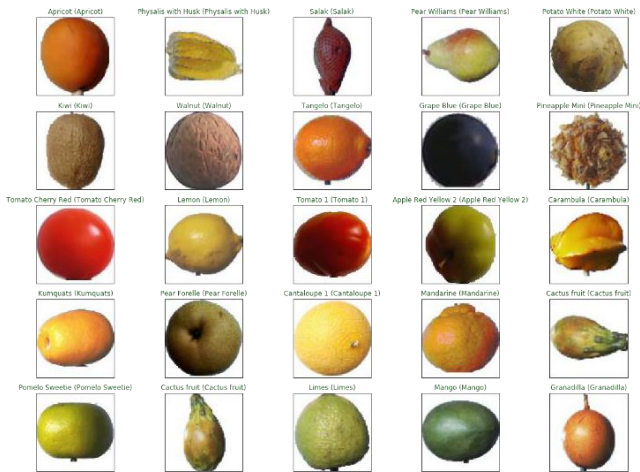 Apricot (Apricot) Physalis with Husk (Physalis with Husk) Salak (Salak) Pear Williams (Pear Williams) Potato White (Potato White)
Kiwi (Kiwi) Walnut (Walnut) Tangelo (Tangelo) Grape Blue (Grape Blue) Pineapple Mini (Pineapple Mini)
Tomato Cherry Red (Tomato Cherry Red) Lemon (Lemon) Tomato 1 (Tomato 1) Apple Red Yellow 2 (Apple Red Yellow 2) Carambula (Carambula)
Kumquats (Kumquats) Pear Forelle (Pear Forelle) Cantaloupe 1 (Cantaloupe 1) Mandarine (Mandarine) Cactus fruit (Cactus fruit)
Pomelo Sweetie (Pomelo Sweetie) Cactus fruit (Cactus fruit) Limes (Limes) Mango (Mango) Granadilla (Granadilla)